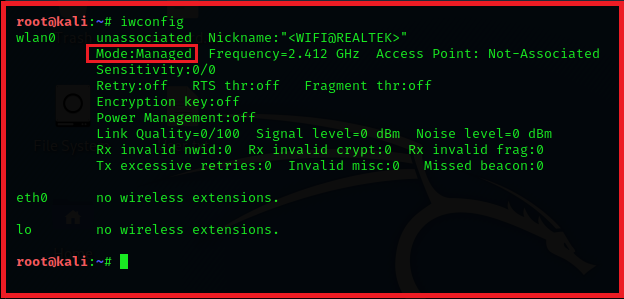 root@kali:~# iwconfig
wlan0     unassociated  Nickname:"<WIFI@REALTEK>"
          Mode:Managed  Frequency=2.412 GHz  Access Point: Not-Associated
          Sensitivity:0/0
          Retry:off   RTS thr:off   Fragment thr:off
          Encryption key:off
          Power Management:off
          Link Quality=0/100  Signal level=0 dBm  Noise level=0 dBm
          Rx invalid nwid:0  Rx invalid crypt:0  Rx invalid frag:0
          Tx excessive retries:0  Invalid misc:0   Missed beacon:0
eth0      no wireless extensions.
lo        no wireless extensions.
root@kali:~#